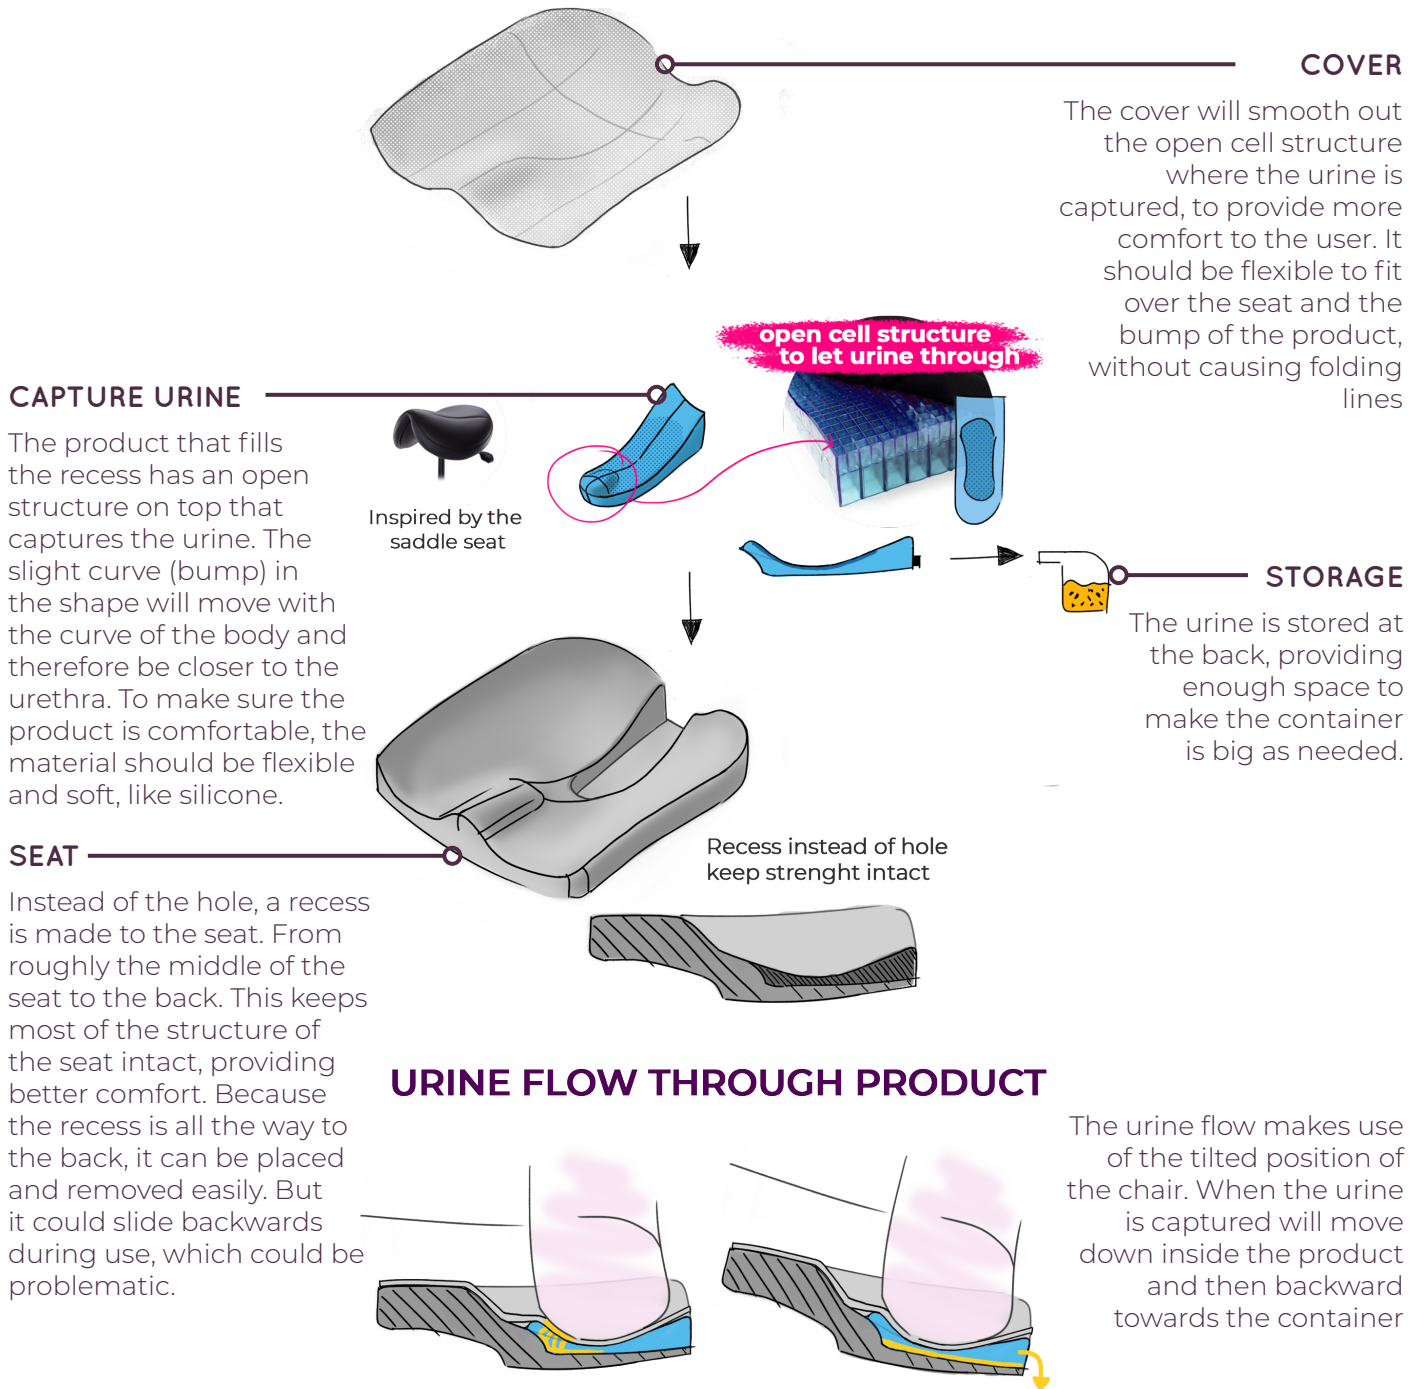 COVER
The cover will smooth out
the open cell structure
where the urine is
captured, to provide more
comfort to the user. It
should be flexible to fit
over the seat and the
bump of the product,
without causing folding
lines
open cell structure
to let urine through
CAPTURE URINE
The product that fills
the recess has an open
structure on top that
captures the urine. The
slight curve (bump) in
the shape will move with
the curve of the body and
therefore be closer to the
urethra. To make sure the
product is comfortable, the
material should be flexible
and soft, like silicone.
Inspired by the
saddle seat
STORAGE
The urine is stored at
the back, providing
enough space to
make the container
is big as needed.
SEAT
Instead of the hole, a recess
is made to the seat. From
roughly the middle of the
seat to the back. This keeps
most of the structure of
the seat intact, providing
better comfort. Because
the recess is all the way to
the back, it can be placed
and removed easily. But
it could slide backwards
during use, which could be
problematic.
Recess instead of hole
keep strenght intact
URINE FLOW THROUGH PRODUCT
The urine flow makes use
of the tilted position of
the chair. When the urine
is captured will move
down inside the product
and then backward
towards the container